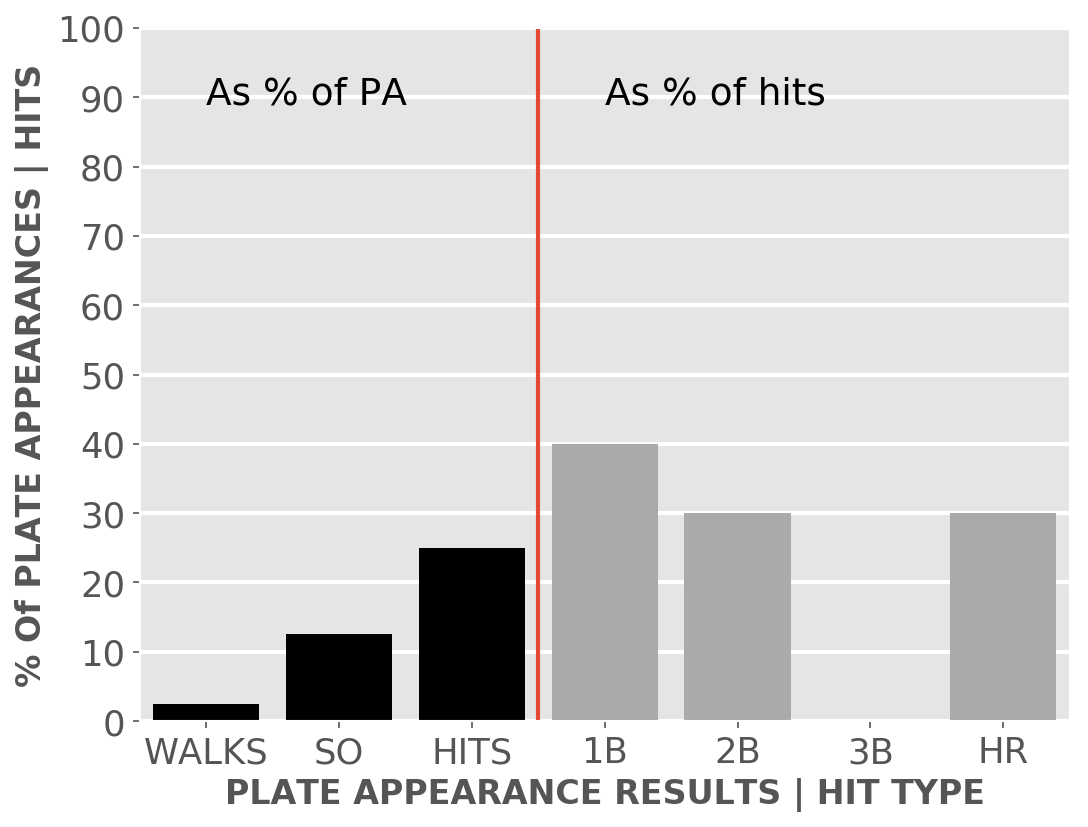 % Of PLATE APPEARANCES | HITS
100
90
80
70
60
50
40
30
20
10
0
As % of PA
As % of hits
WALKS SO HITS 1B 2B 3B HR
PLATE APPEARANCE RESULTS | HIT TYPE